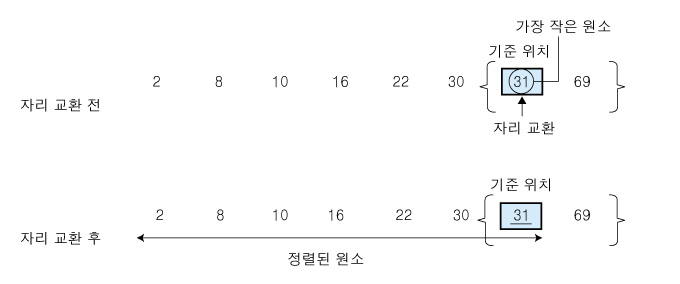 가장 작은 원소
기준 위치
2 8 10 16 22 30 { 31 69 }
자리 교환 전
자리 교환
기준 위치
2 8 10 16 22 30 { 31 69 }
자리 교환 후
정렬된 원소